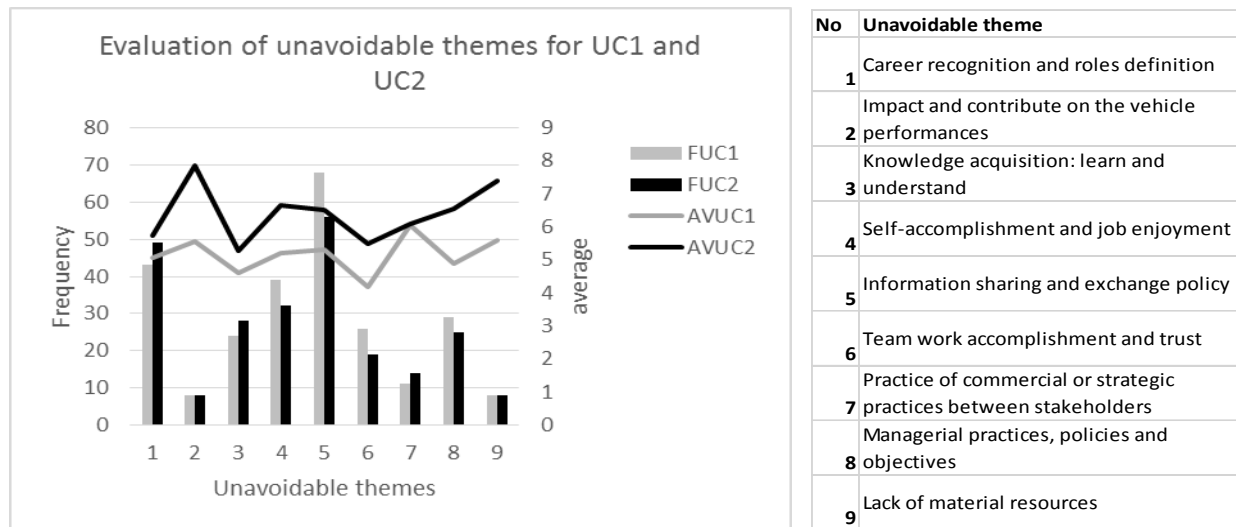 Evaluation of unavoidable themes for UC1 and
UC2
80
70
60
50
40
30
20
10
0
Frequency
9
8
7
6
5
4
3
2
1
0
average
1 2 3 4 5 6 7 8 9
Unavoidable themes
FUC1
FUC2
AVUC1
AVUC2
No Unavoidable theme
1 Career recognition and roles definition
Impact and contribute on the vehicle
2 performances
Knowledge acquisition: learn and
3 understand
4 Self-accomplishment and job enjoyment
5 Information sharing and exchange policy
6 Team work accomplishment and trust
Practice of commercial or strategic
7 practices between stakeholders
Managerial practices, policies and
8 objectives
9 Lack of material resources